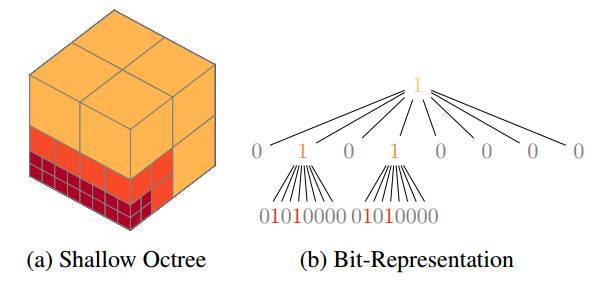 1
0 1 0 1 0 0 0 0
01010000 01010000
(a) Shallow Octree (b) Bit-Representation